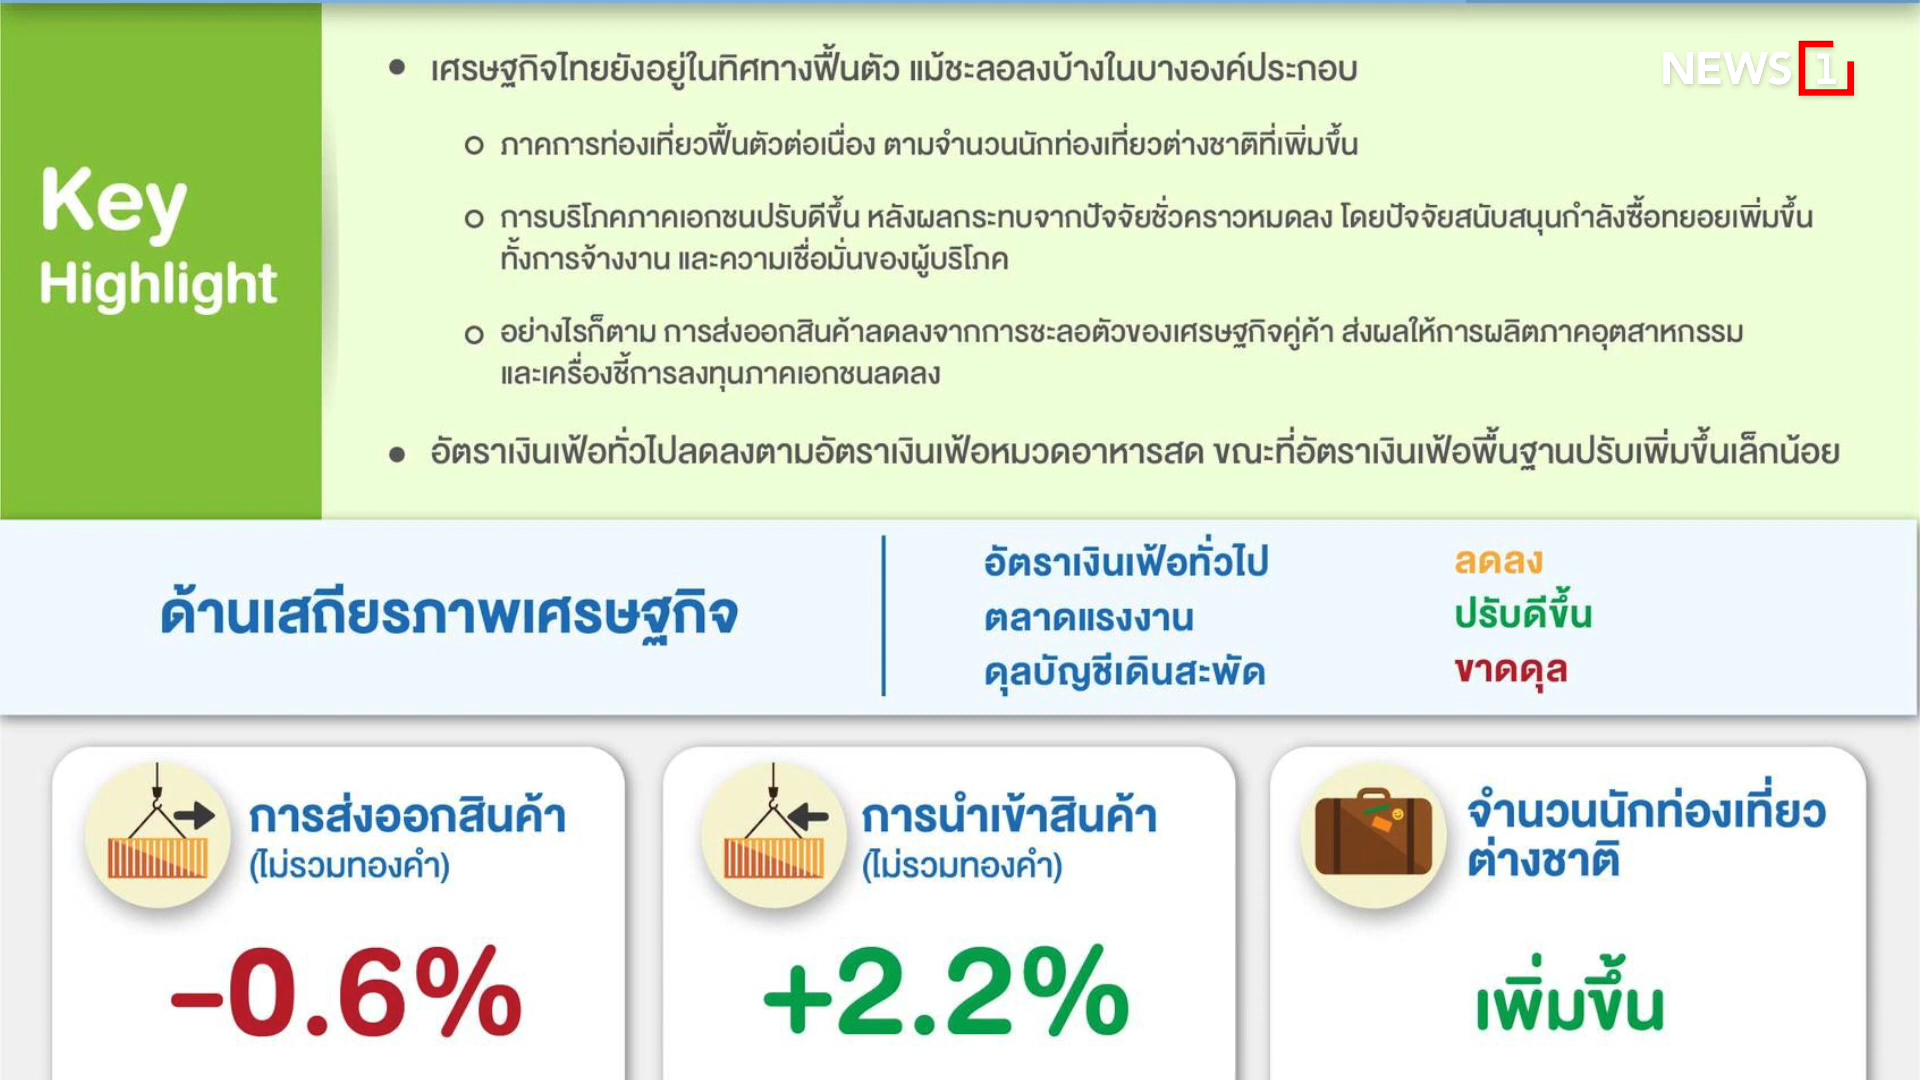 NEWS 1
Key
Highlight
• เศรษฐกิจไทยยังอยู่ในทิศทางฟื้นตัว แม้ชะลอลงบ้างในบางองค์ประกอบ
○ ภาคการท่องเที่ยวฟื้นตัวต่อเนื่อง ตามจำนวนนักท่องเที่ยวต่างชาติที่เพิ่มขึ้น
○ การบริโภคภาคเอกชนปรับดีขึ้น หลังผลกระทบจากปัจจัยชั่วคราวหมดลง โดยปัจจัยสนับสนุนกำลังซื้อทยอยเพิ่มขึ้น
ทั้งการจ้างงาน และความเชื่อมั่นของผู้บริโภค
○ อย่างไรก็ตาม การส่งออกสินค้าลดลงจากการชะลอตัวของเศรษฐกิจคู่ค้า ส่งผลให้การผลิตภาคอุตสาหกรรม
และเครื่องชี้การลงทุนภาคเอกชนลดลง
• อัตราเงินเฟ้อทั่วไปลดลงตามอัตราเงินเฟ้อหมวดอาหารสด ขณะที่อัตราเงินเฟ้อพื้นฐานปรับเพิ่มขึ้นเล็กน้อย
ด้านเสถียรภาพเศรษฐกิจ
อัตราเงินเฟ้อทั่วไป ลดลง
ตลาดแรงงาน ปรับดีขึ้น
ดุลบัญชีเดินสะพัด ขาดดุล
การส่งออกสินค้า
(ไม่รวมทองคำ)
-0.6%
การนำเข้าสินค้า
(ไม่รวมทองคำ)
+2.2%
จำนวนนักท่องเที่ยว
ต่างชาติ
เพิ่มขึ้น